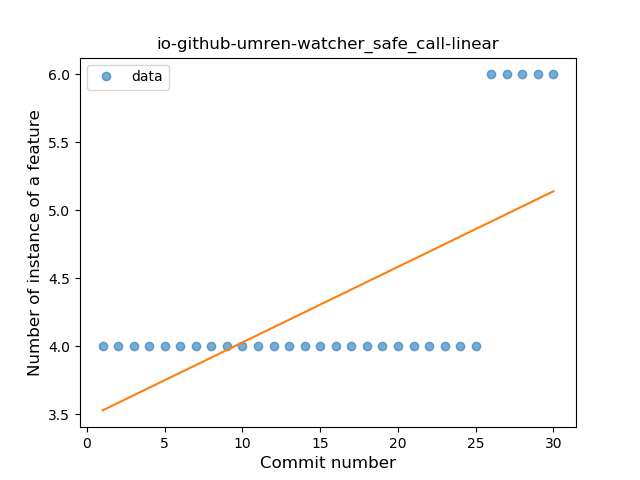 io-github-umren-watcher_safe_call-linear
data
Number of instance of a feature
6.0
5.5
5.0
4.5
4.0
3.5
0 5 10 15 20 25 30
Commit number